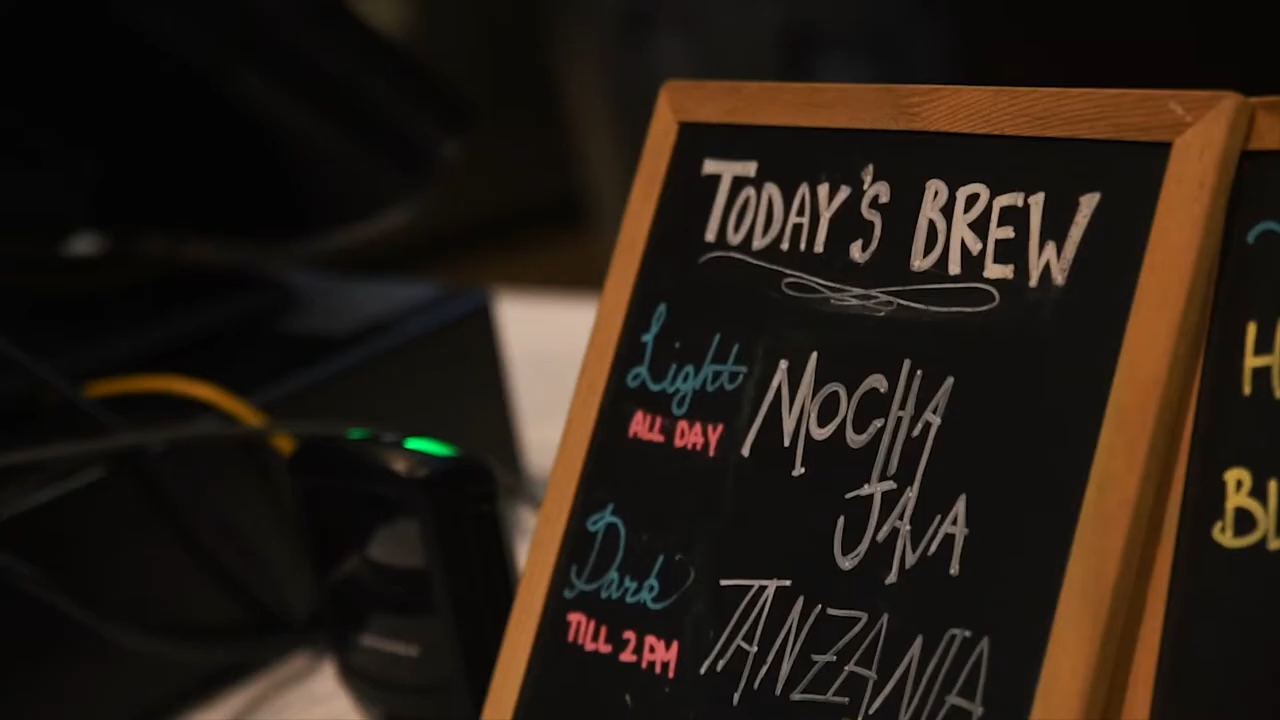 TODAY'S BREW
Light
ALL DAY
MOCHA
JAVA
Dark
TILL 2 PM
TANZANIA